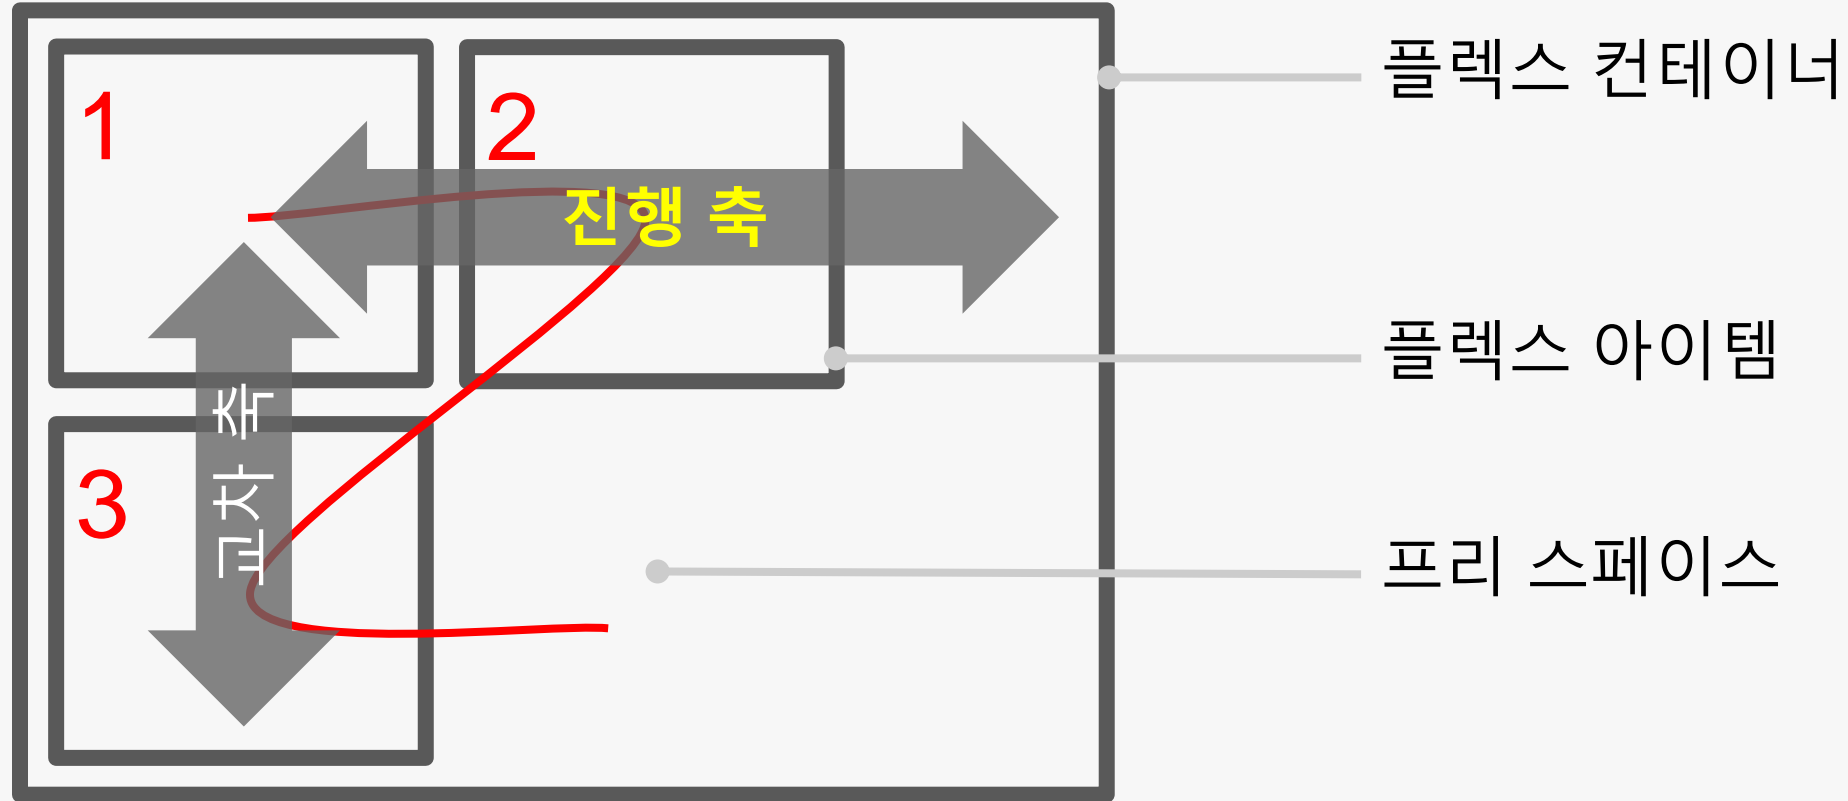 1
2
진행 축
교차 축
3
플렉스 컨테이너
플렉스 아이템
프리 스페이스